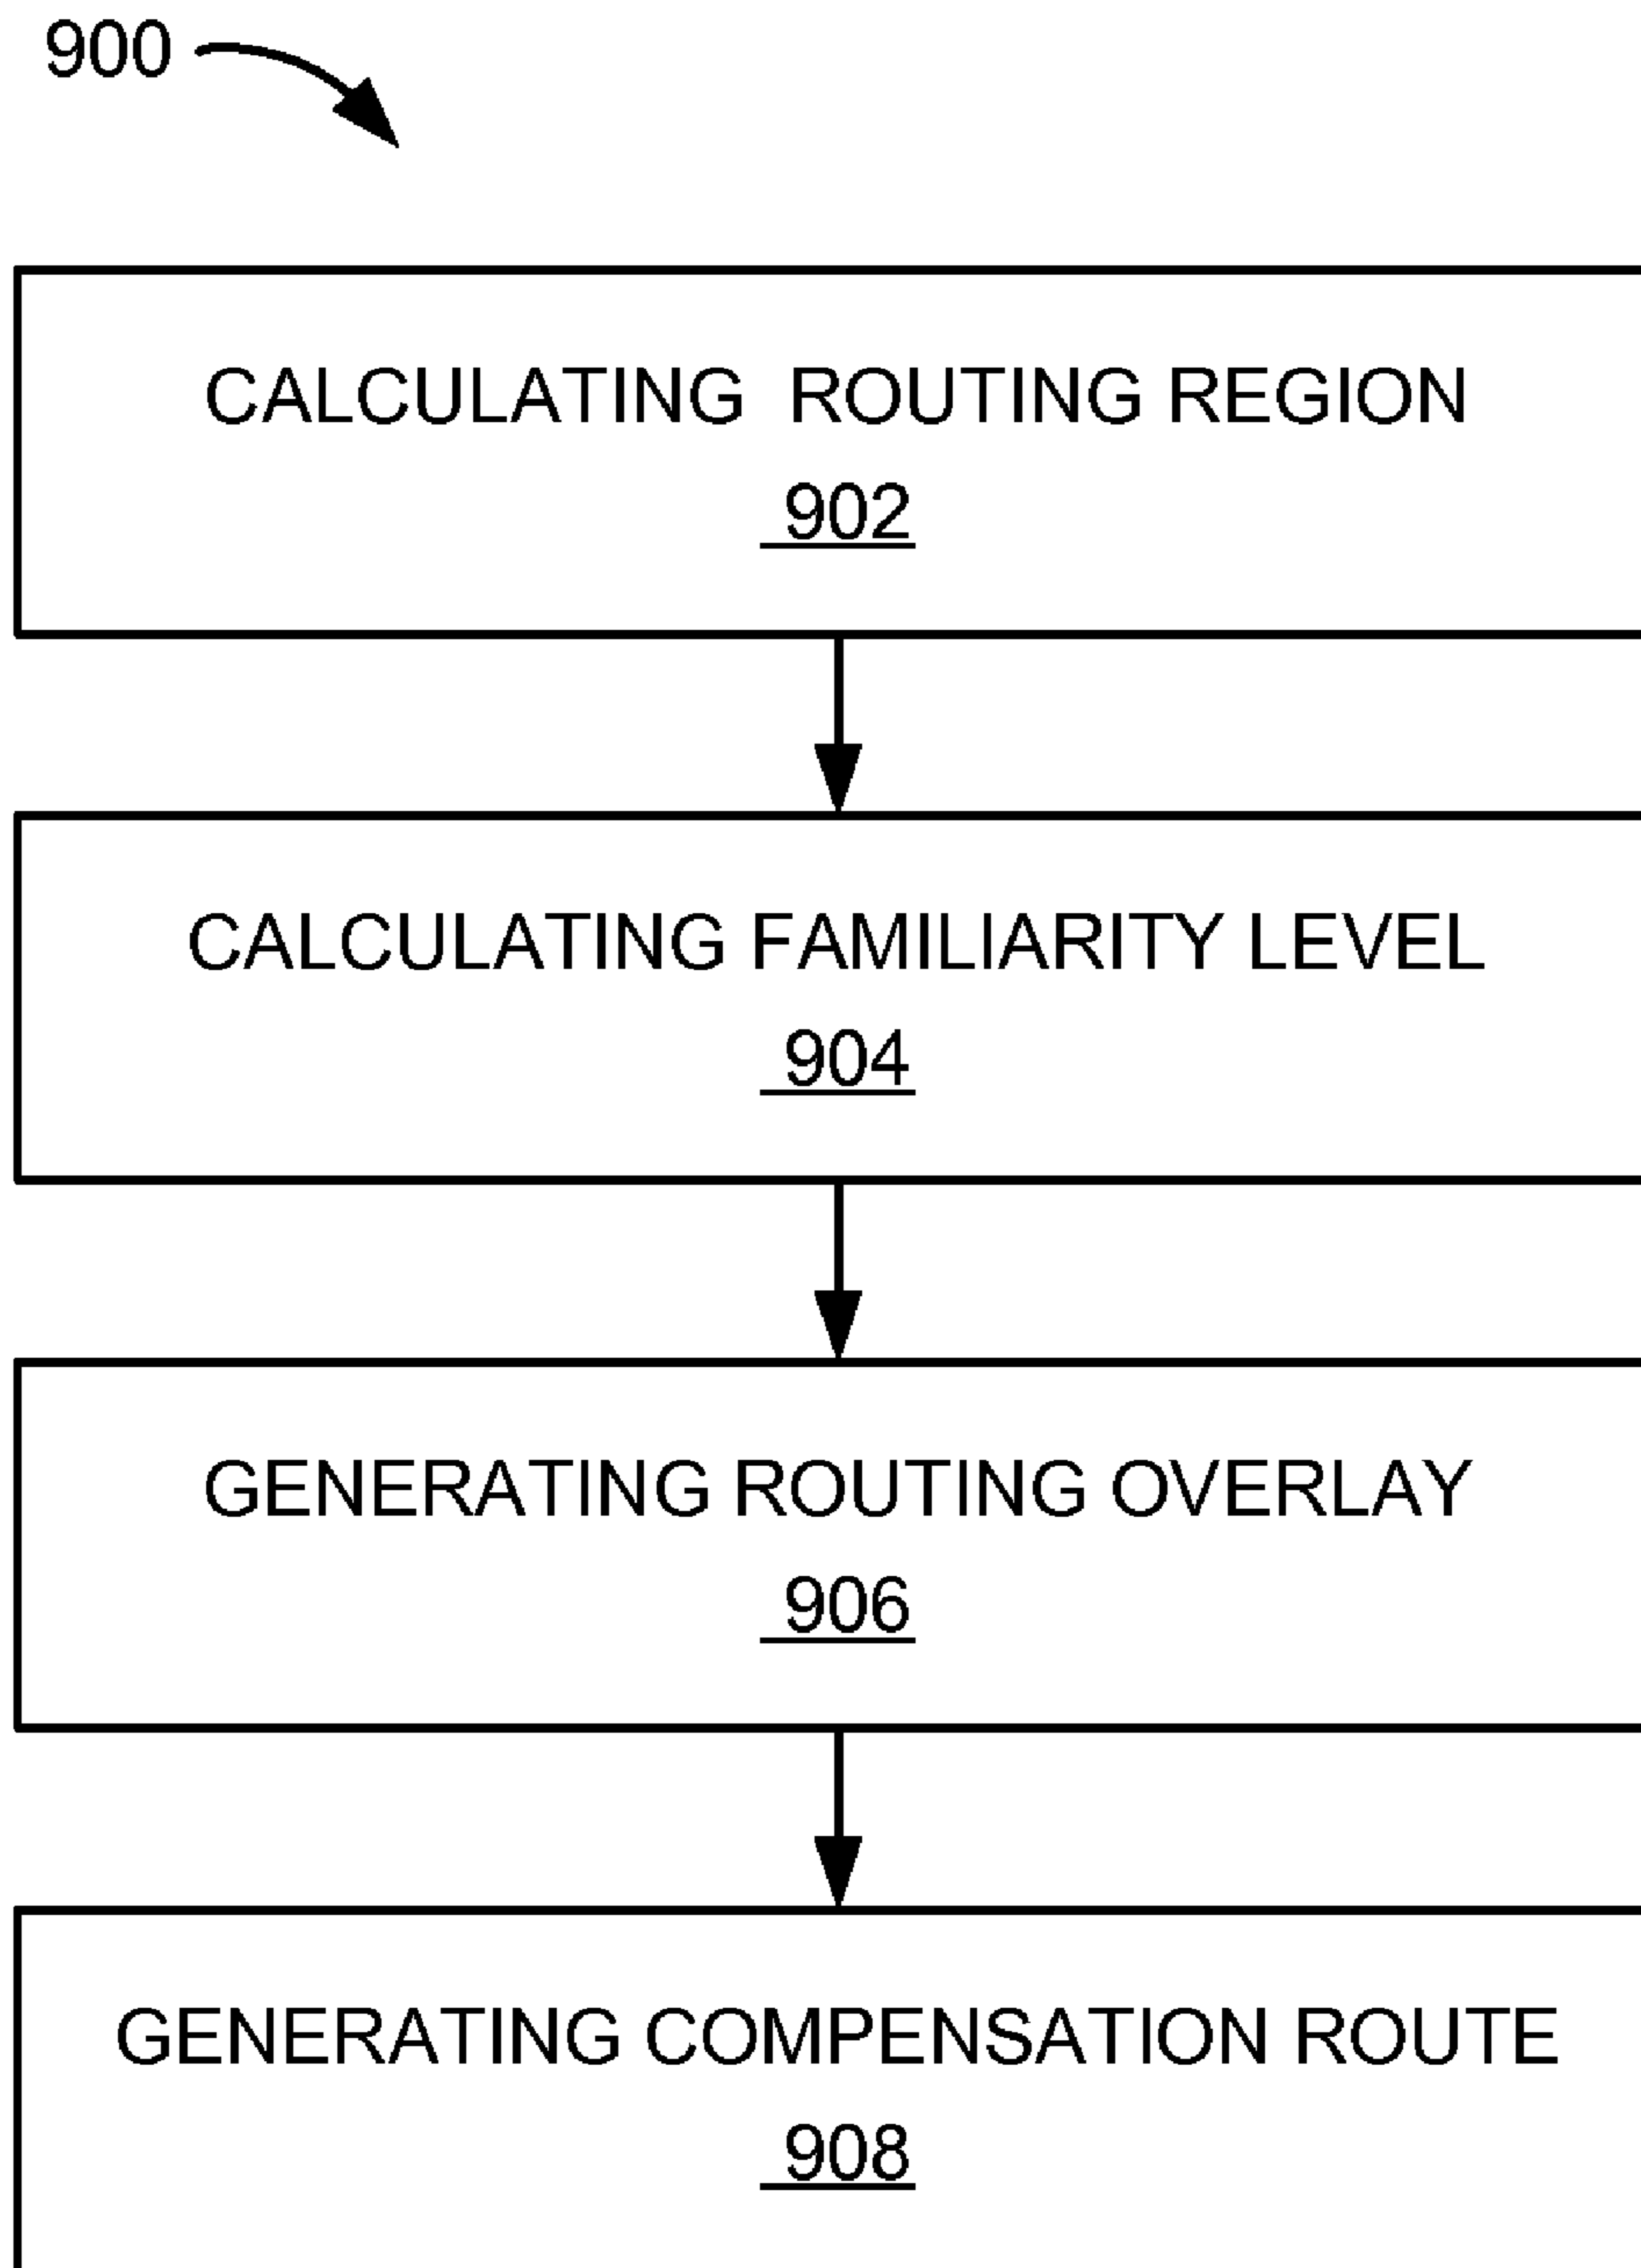 900
CALCULATING ROUTING REGION
902
CALCULATING FAMILIARITY LEVEL
904
GENERATING ROUTING OVERLAY
906
GENERATING COMPENSATION ROUTE
908